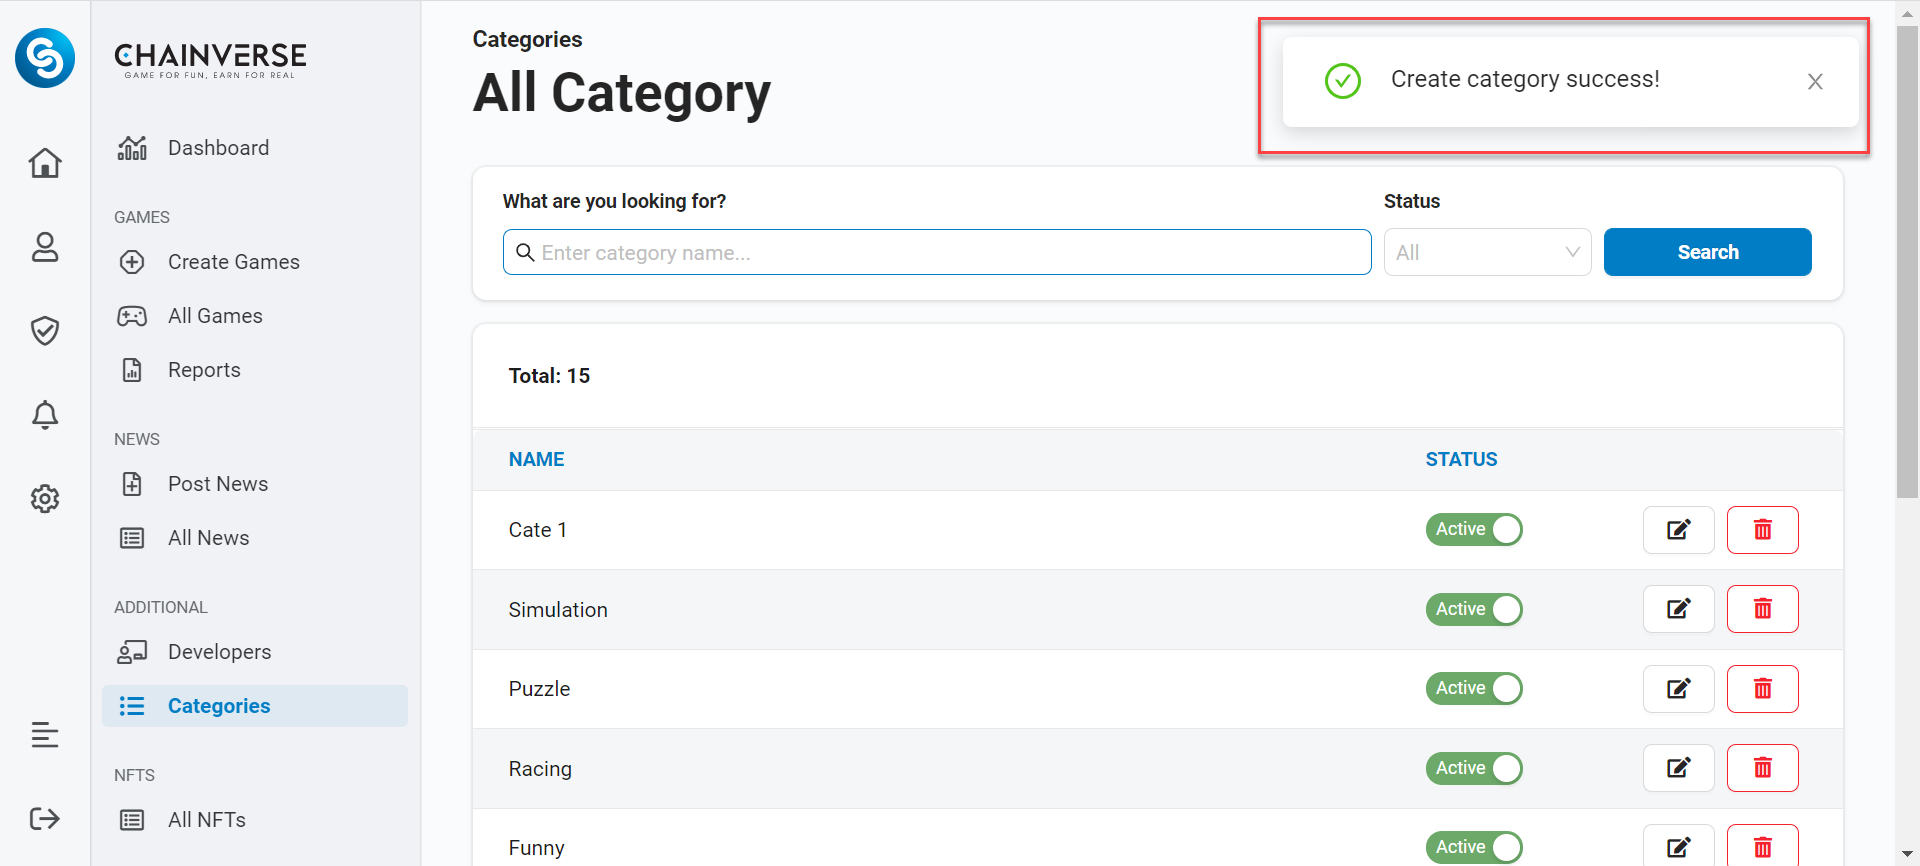 CHAINVERSE
GAME FOR FUN, EARN FOR REAL
Dashboard
GAMES
Create Games
All Games
Reports
NEWS
Post News
All News
ADDITIONAL
Developers
Categories
NFTS
All NFTs
Categories
All Category
Create category success!
What are you looking for?
Status
Enter category name...
All
Search
Total: 15
NAME STATUS
Cate 1 Active
Simulation Active
Puzzle Active
Racing Active
Funny Active